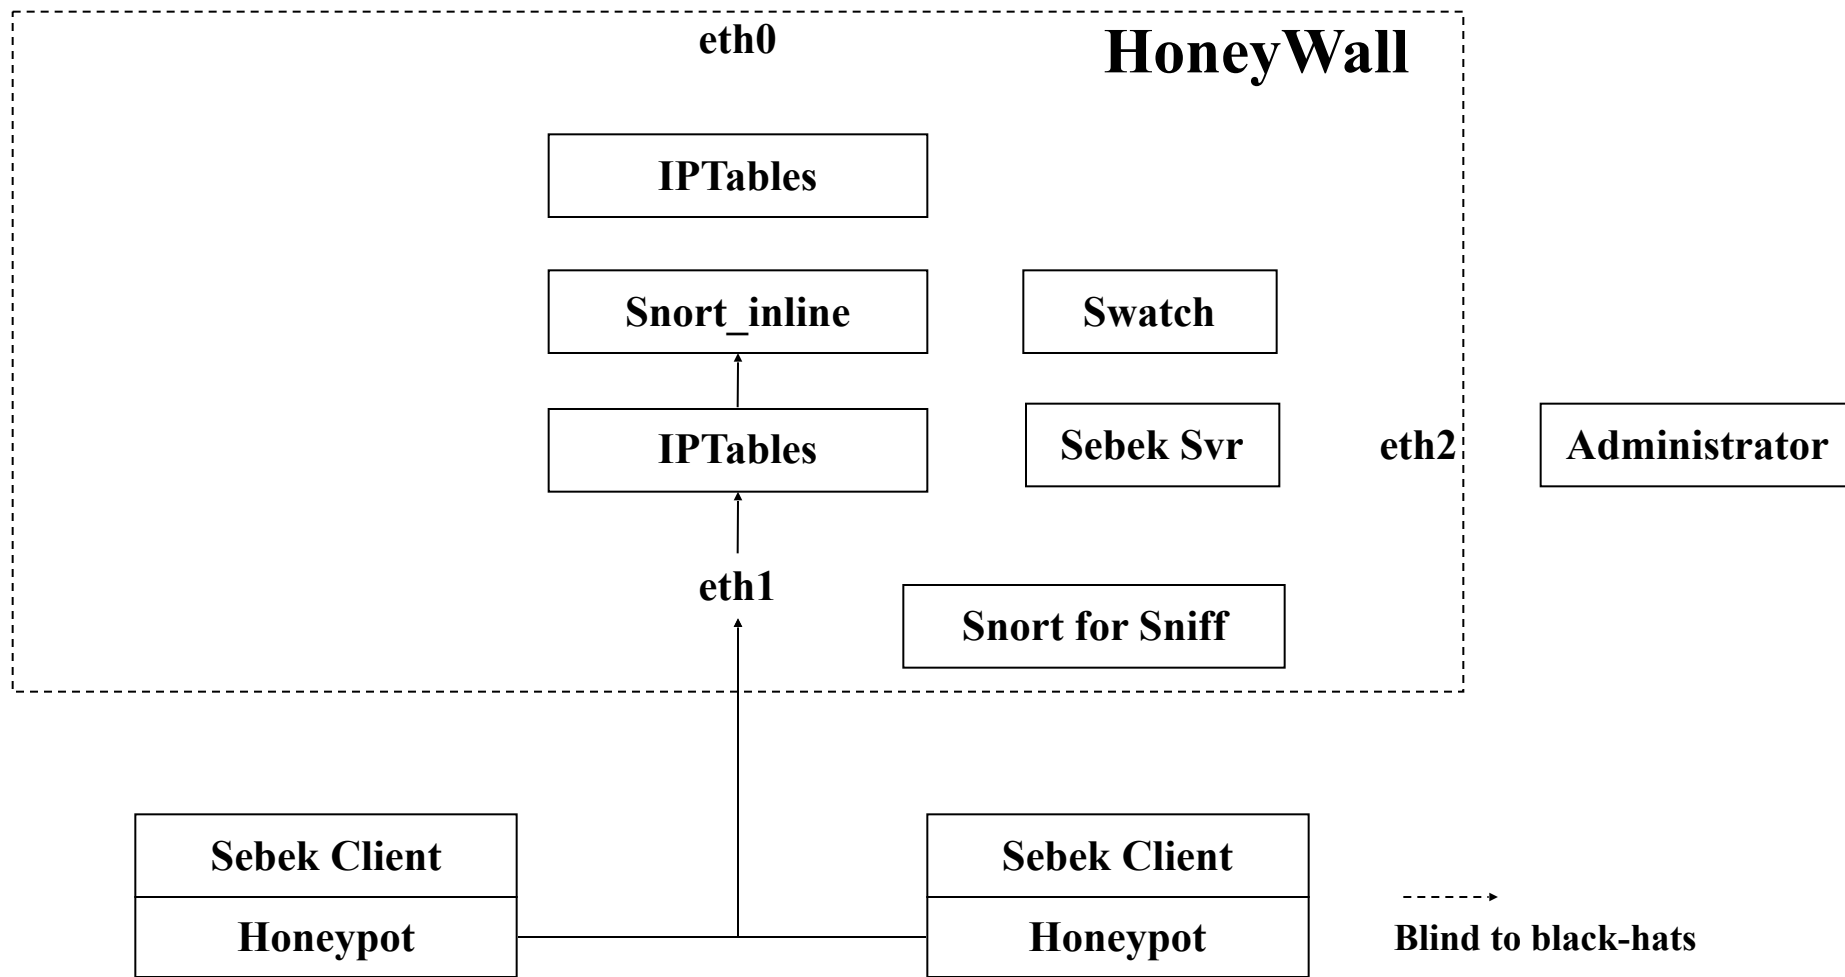 eth0
HoneyWall
IPTables
Snort_inline
Swatch
IPTables
Sebek Svr
eth2
Administrator
eth1
Snort for Sniff
Sebek Client
Sebek Client
Honeypot
Honeypot
Blind to black-hats